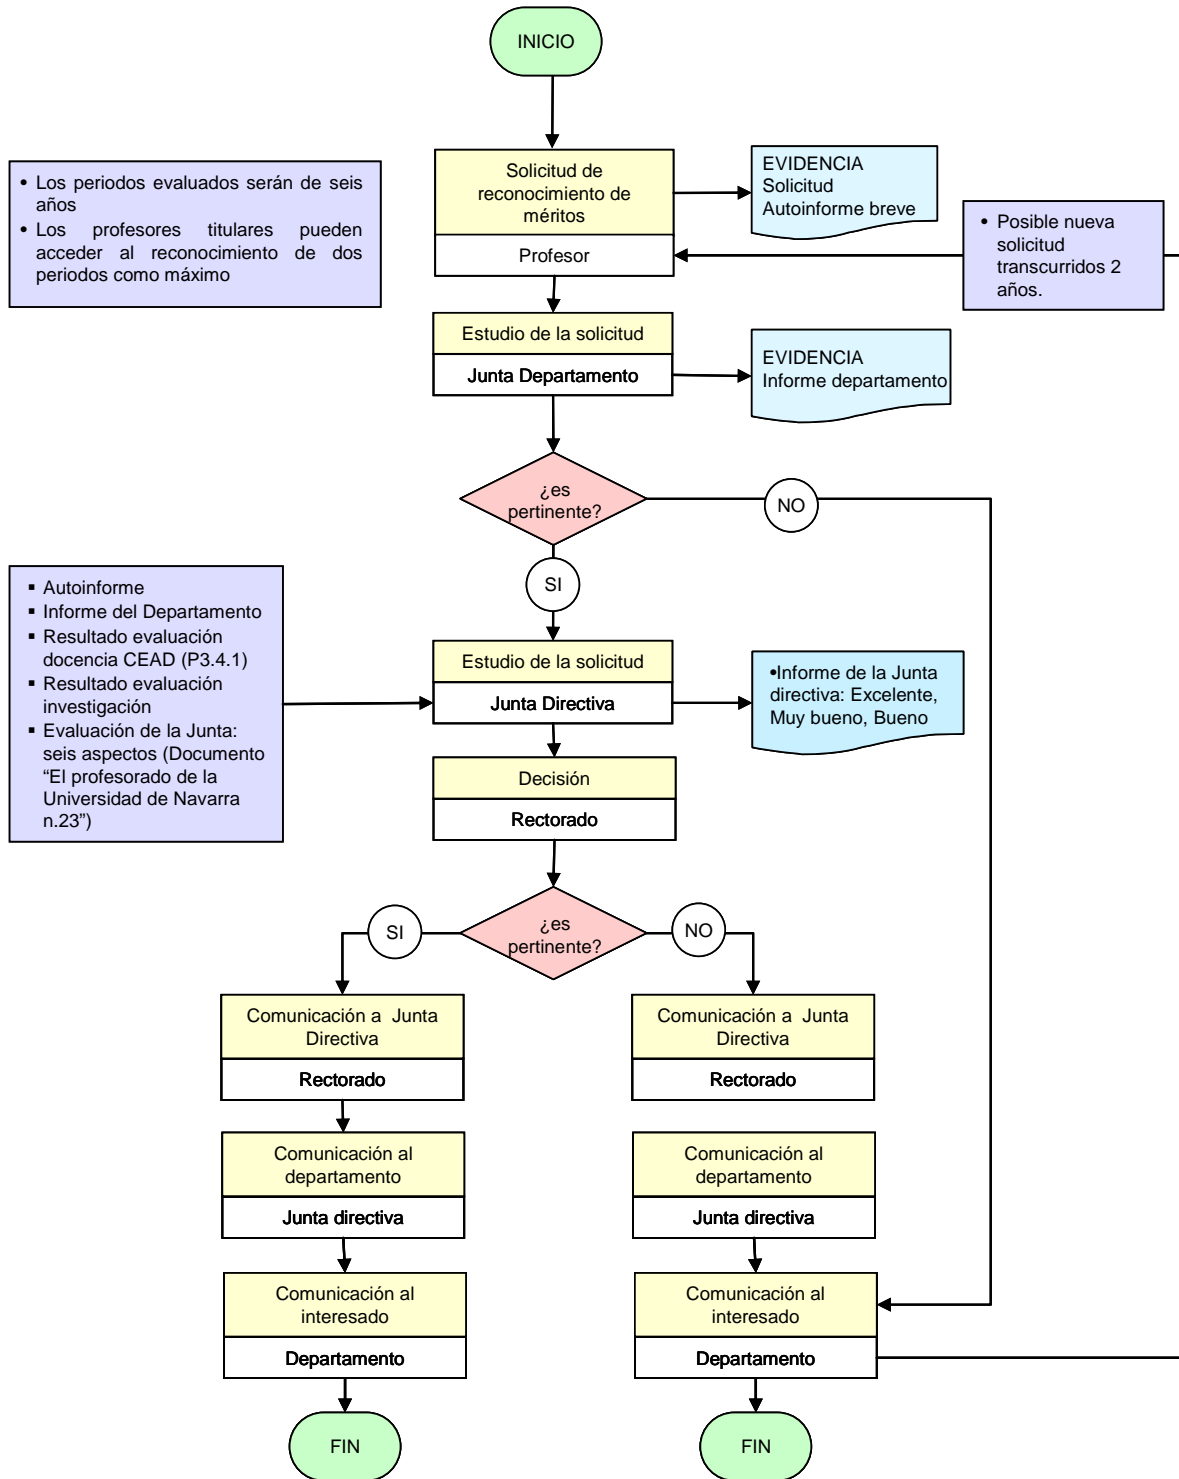 INICIO
• Los periodos evaluados serán de seis
años
• Los profesores titulares pueden
acceder al reconocimiento de dos
periodos como máximo
Solicitud de
reconocimiento de
méritos
Profesor
EVIDENCIA
Solicitud
Autoinforme breve
• Posible nueva
solicitud
transcurridos 2
años.
Estudio de la solicitud
Junta Departamento
EVIDENCIA
Informe departamento
¿es
pertinente?
NO
SI
▪ Autoinforme
▪ Informe del Departamento
▪ Resultado evaluación
docencia CEAD (P3.4.1)
▪ Resultado evaluación
investigación
▪ Evaluación de la Junta:
seis aspectos (Documento
“El profesorado de la
Universidad de Navarra
n.23”)
Estudio de la solicitud
Junta Directiva
•Informe de la Junta
directiva: Excelente,
Muy bueno, Bueno
Decisión
Rectorado
SI
¿es
pertinente?
NO
Comunicación a Junta
Directiva
Rectorado
Comunicación a Junta
Directiva
Rectorado
Comunicación al
departamento
Junta directiva
Comunicación al
departamento
Junta directiva
Comunicación al
interesado
Departamento
Comunicación al
interesado
Departamento
FIN
FIN